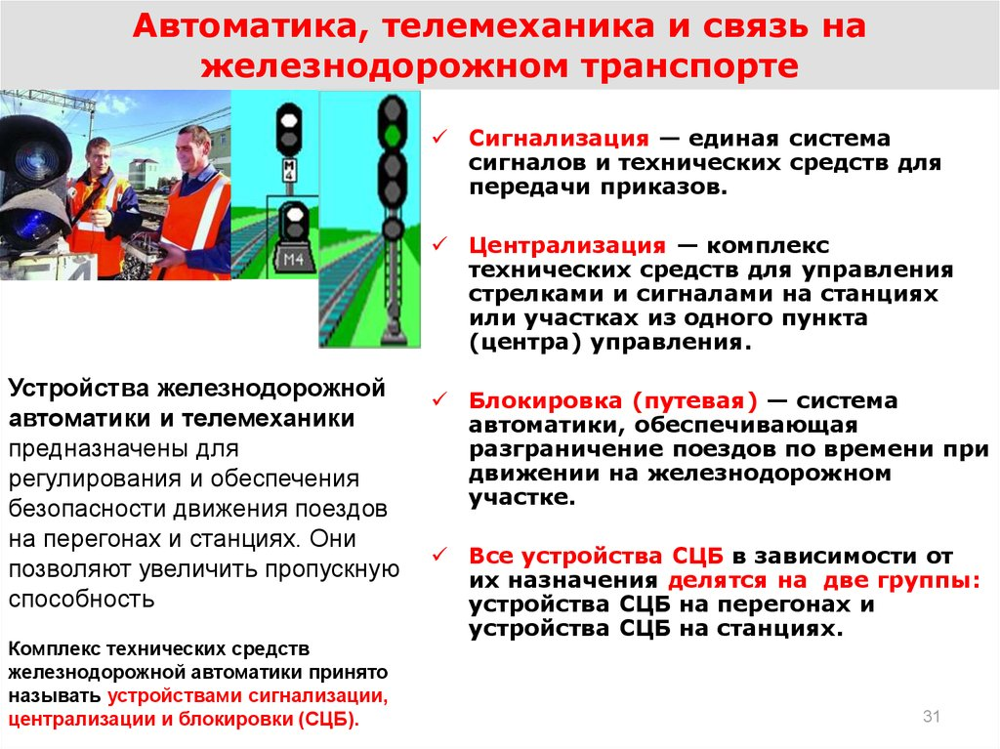 Автоматика, телемеханика и связь на
железнодорожном транспорте
М
4
М4
✓ Сигнализация — единая система
сигналов и технических средств для
передачи приказов.
✓ Централизация — комплекс
технических средств для управления
стрелками и сигналами на станциях
или участках из одного пункта
(центра) управления.
✓ Блокировка (путевая) — система
автоматики, обеспечивающая
разграничение поездов по времени при
движении на железнодорожном
участке.
✓ Все устройства СЦБ в зависимости от
их назначения делятся на две группы:
устройства СЦБ на перегонах и
устройства СЦБ на станциях.
Устройства железнодорожной
автоматики и телемеханики
предназначены для
регулирования и обеспечения
безопасности движения поездов
на перегонах и станциях. Они
позволяют увеличить пропускную
способность
Комплекс технических средств
железнодорожной автоматики принято
называть устройствами сигнализации,
централизации и блокировки (СЦБ).
31